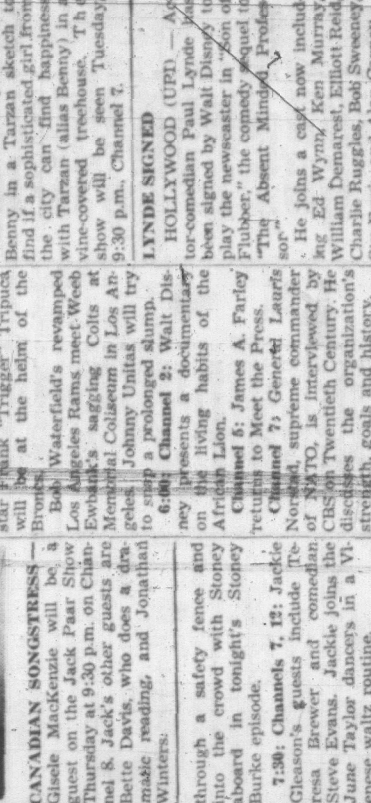 CANADIAN SONGSTRESS—
Gisele MacKenzie will be a
guest on the Jack Paar Show
Thursday at 9:30 p.m. on Chan-
nel 8. Jack's other guests are
Bette Davis, who does a dra-
matic reading, and Jonathan
Winters.
through a safety fence and
into the crowd with Stoney
aboard in tonight's Stoney
Burke episode.
7:30: Channels 7, 12: Jackie
Gleason's guests include Te-
resa Brewer and comedian
Steve Evans. Jackie joins the
June Taylor dancers in a Vi-
ennese waltz routine.
star Frank "Trigger" Tripuca
will be at the helm of the
Broncs.
Bob Waterfield's revamped
Los Angeles Rams meet Weeb
Ewbank's sagging Colts at
Memorial Coliseum in Los An-
geles. Johnny Unitas will try
to snap a prolonged slump.
6:00: Channel 2: Walt Dis-
ney presents a documentary
on the living habits of the
African Lion.
Channel 5: James A. Farley
returns to Meet the Press.
Channel 7: General Lauris
Norstad, supreme commander
of NATO, is interviewed by
CBS on Twentieth Century. He
discusses the organization's
strength, goals and history.
Benny in a Tarzan sketch to
find if a sophisticated girl from
the city can find happiness
with Tarzan (alias Benny) in a
vine-covered treehouse. The
show will be seen Tuesday,
9:30 p.m., Channel 7.
LYNDE SIGNED
HOLLYWOOD (UPI) — Ac-
tor-comedian Paul Lynde has
been signed by Walt Disney to
play the newscaster in "Son of
Flubber," the comedy sequel to
"The Absent Minded Profes-
sor."
He joins a cast now includ-
ing Ed Wynn, Ken Murray,
William Demarest, Elliott Reid,
Charlie Ruggles, Bob Sweeney,